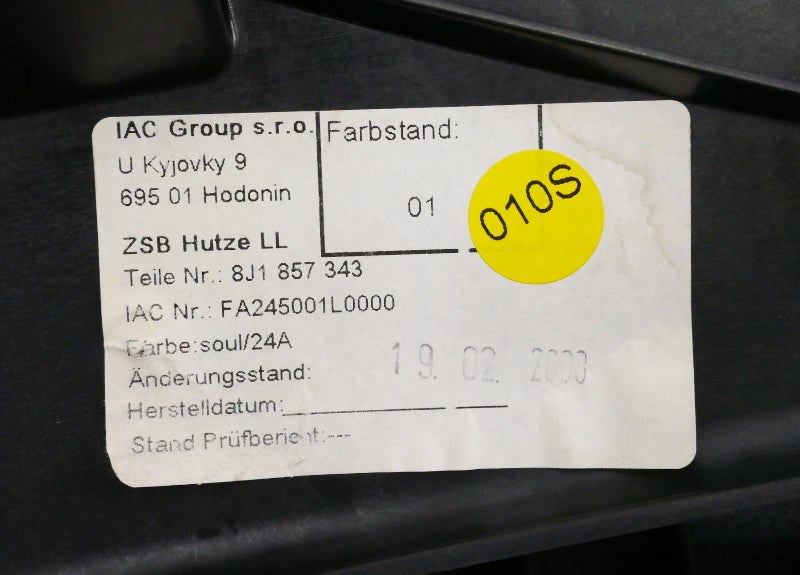 IAC Group s.r.o.
U Kyjovky 9
695 01 Hodonin
Farbstand:
01
010S
ZSB Hutze LL
Teile Nr.: 8J1 857 343
IAC Nr.: FA245001L0000
Farbe:soul/24A
Änderungsstand:
19. 02.
Herstelldatum:
Stand Prüfbericht:---